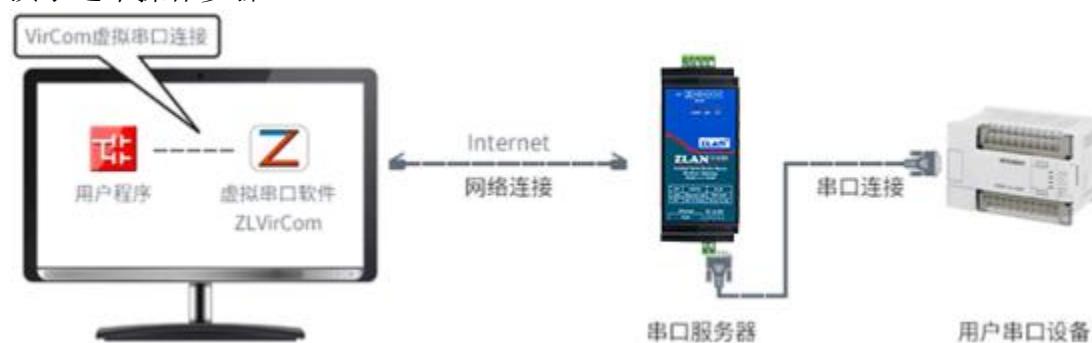 VirCom虚拟串口连接
用户程序
虚拟串口软件
ZLVirCom
Internet
网络连接
ZLAN
ZLAN
串口连接
串口服务器
用户串口设备